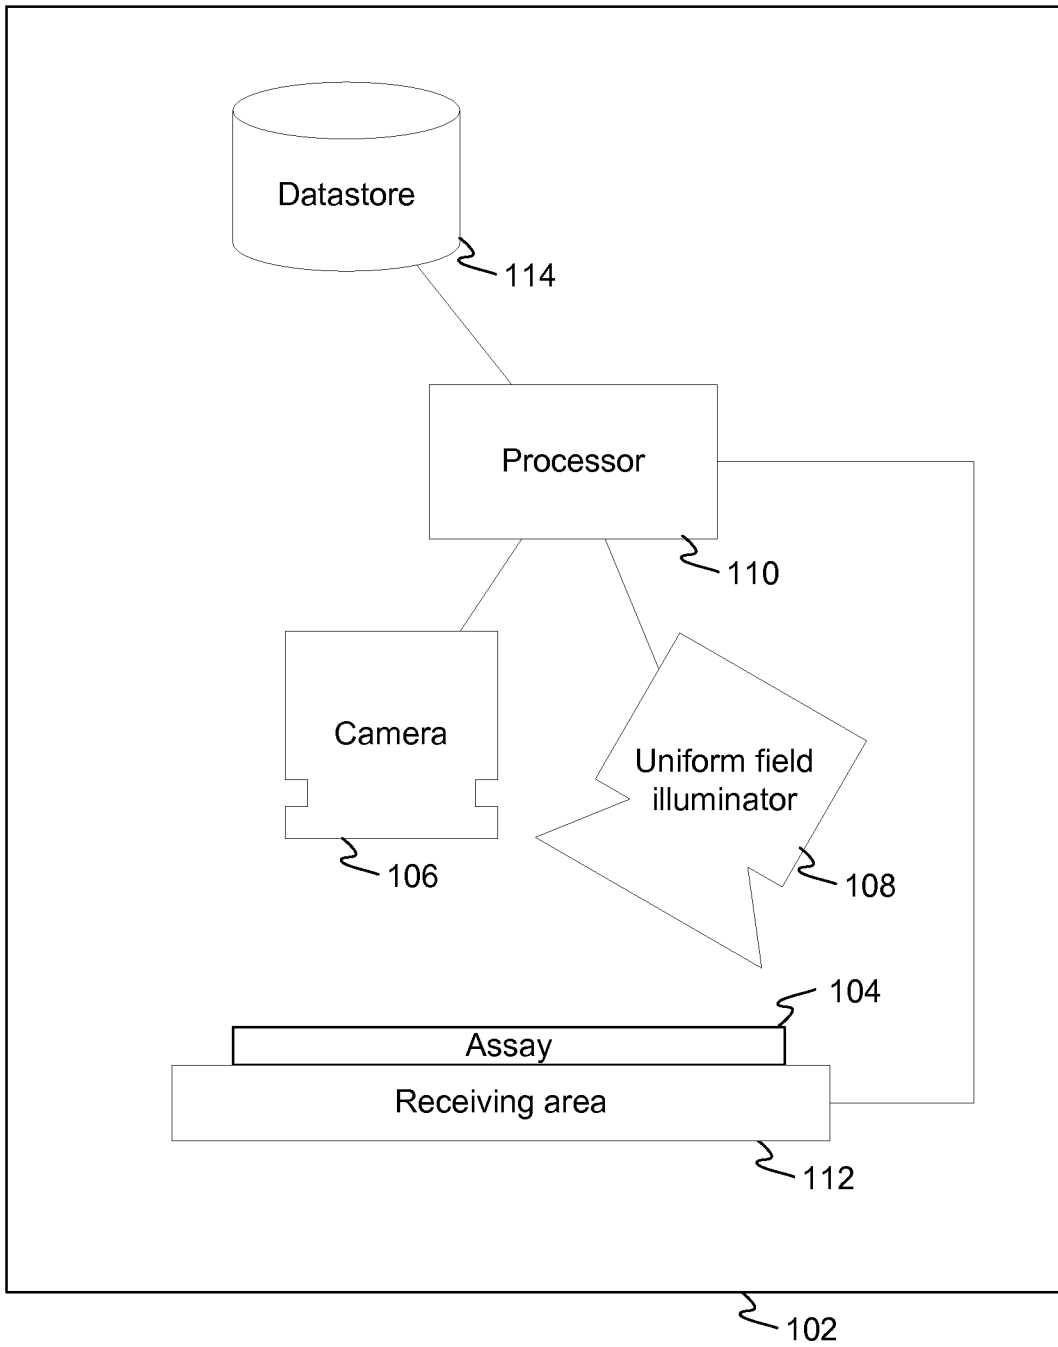 Datastore
114
Processor
110
Camera
106
Uniform field
illuminator
108
104
Assay
Receiving area
112
102